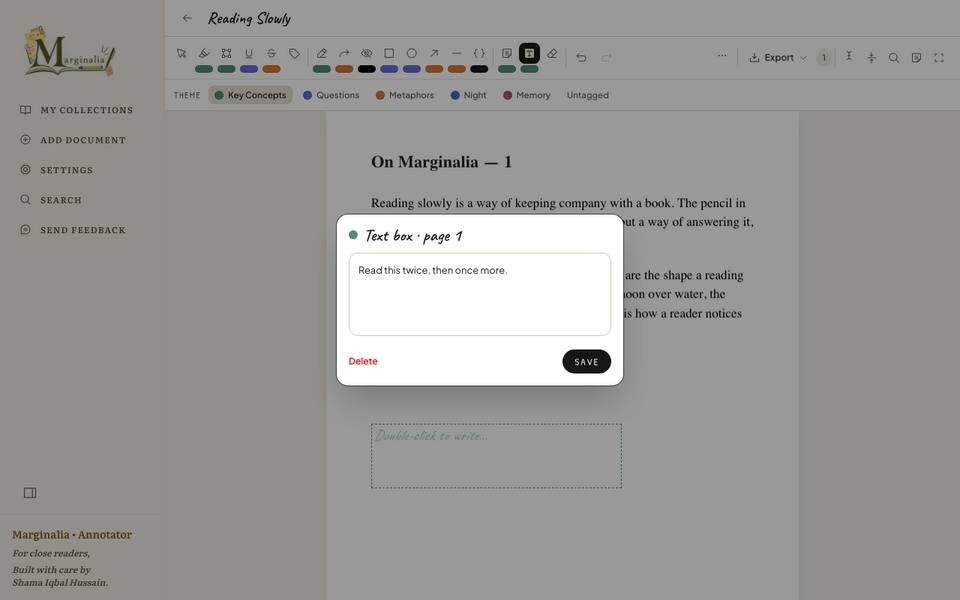 Marginalia
MY COLLECTIONS
ADD DOCUMENT
SETTINGS
SEARCH
SEND FEEDBACK
Marginalia • Annotator
For close readers,
Built with care by
Shama Iqbal Hussain.
Reading Slowly
Export
1
THEME
Key Concepts
Questions
Metaphors
Night
Memory
Untagged
On Marginalia — 1
Reading slowly is a way of keeping company with a book. The pencil in
but a way of answering it,
are the shape a reading
moon over water, the
is how a reader notices
Text box · page 1
Read this twice, then once more.
Delete
SAVE
Double-click to write...